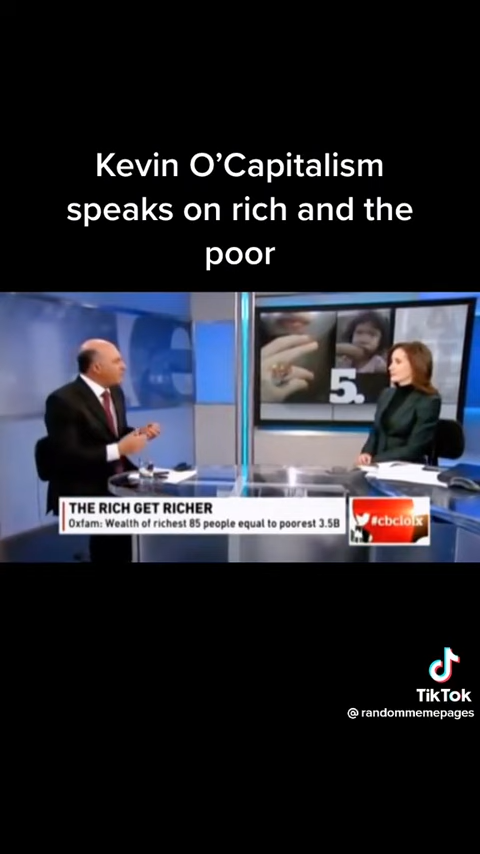 Kevin O’Capitalism
speaks on rich and the
poor
5.
THE RICH GET RICHER
Oxfam: Wealth of richest 85 people equal to poorest 3.5B
#cbciolx
TikTok
@randommemepages